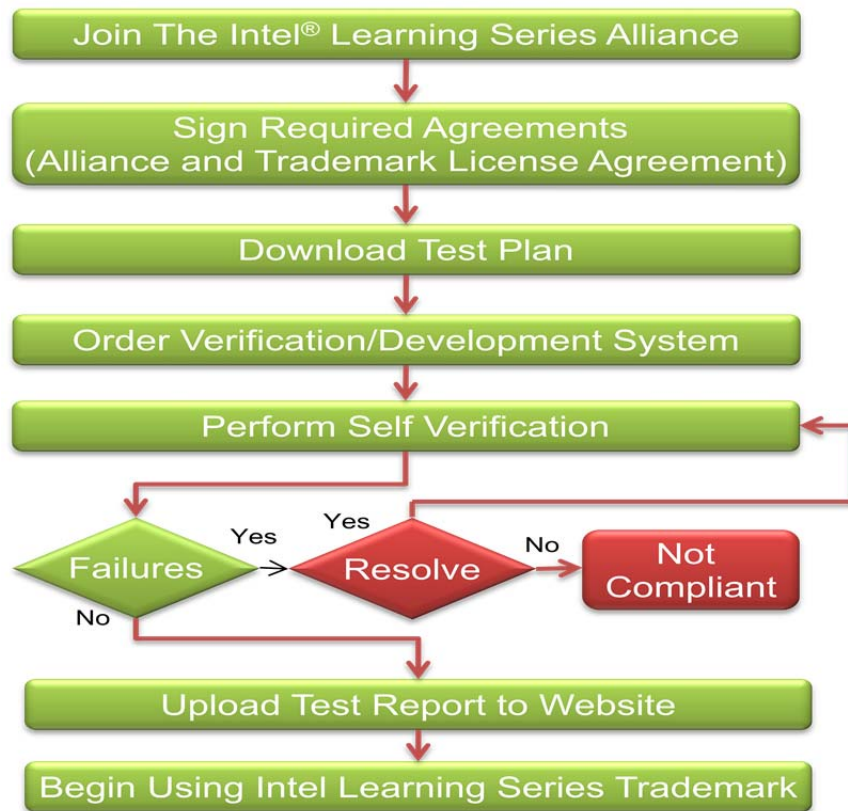 Join The Intel® Learning Series Alliance
Sign Required Agreements
(Alliance and Trademark License Agreement)
Download Test Plan
Order Verification/Development System
Perform Self Verification
Failures
Yes
Yes
Resolve
No
Not
Compliant
No
Upload Test Report to Website
Begin Using Intel Learning Series Trademark